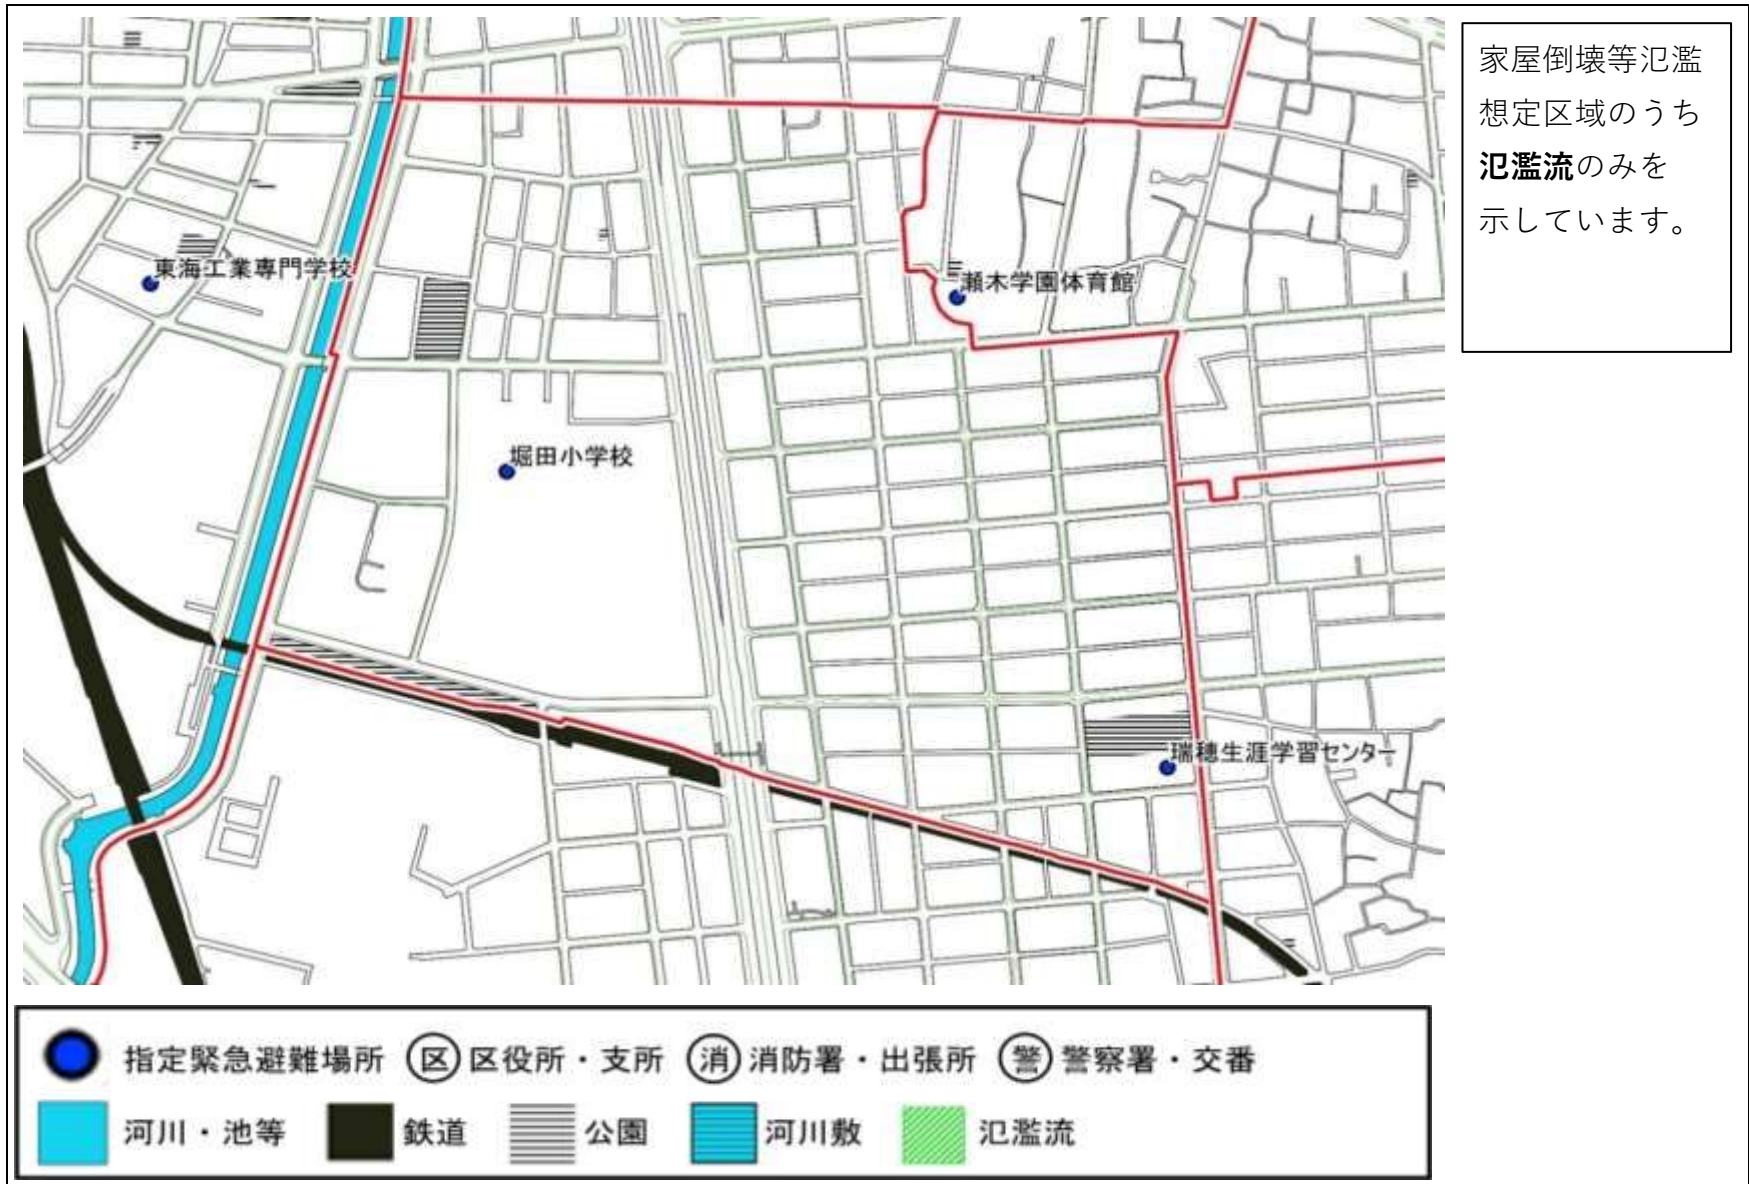 家屋倒壊等氾濫
想定区域のうち
氾濫流のみを
示しています。
東海工業専門学校
瀬木学園体育館
堀田小学校
瑞穂生涯学習センター
指定緊急避難場所 区 区役所・支所 消 消防署・出張所 警 警察署・交番
河川・池等 鉄道 公園 河川敷 氾濫流